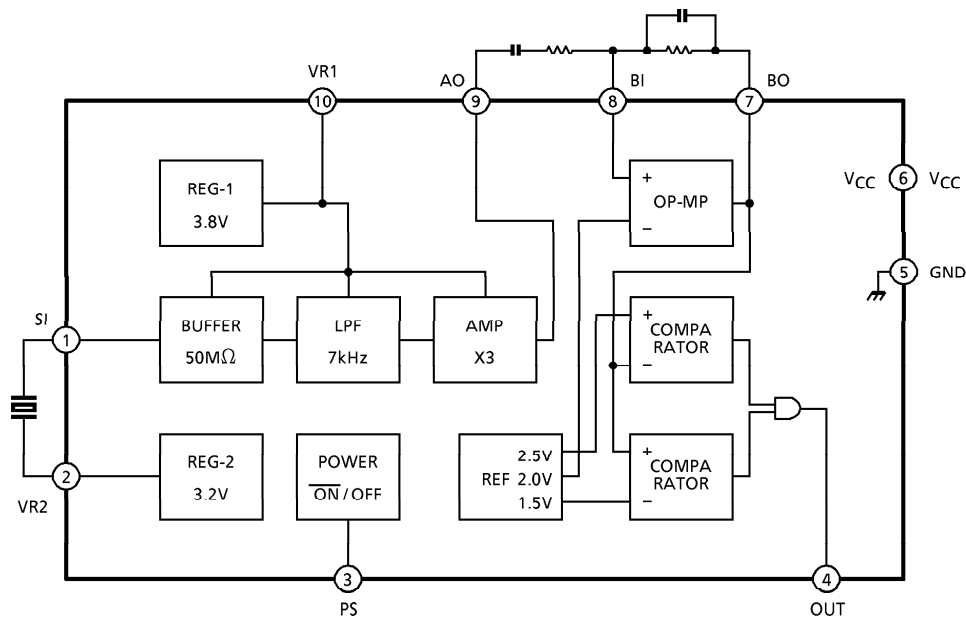 VR1
10
AO
9
BI
8
BO
7
VCC
6
VCC
5
GND
REG-1
3.8V
+
OP-MP
−
SI
1
BUFFER
50MΩ
LPF
7kHz
AMP
X3
+
COMPA
RATOR
−
2
VR2
REG-2
3.2V
POWER
ON / OFF
2.5V
REF 2.0V
1.5V
+
COMPA
RATOR
−
3
PS
4
OUT